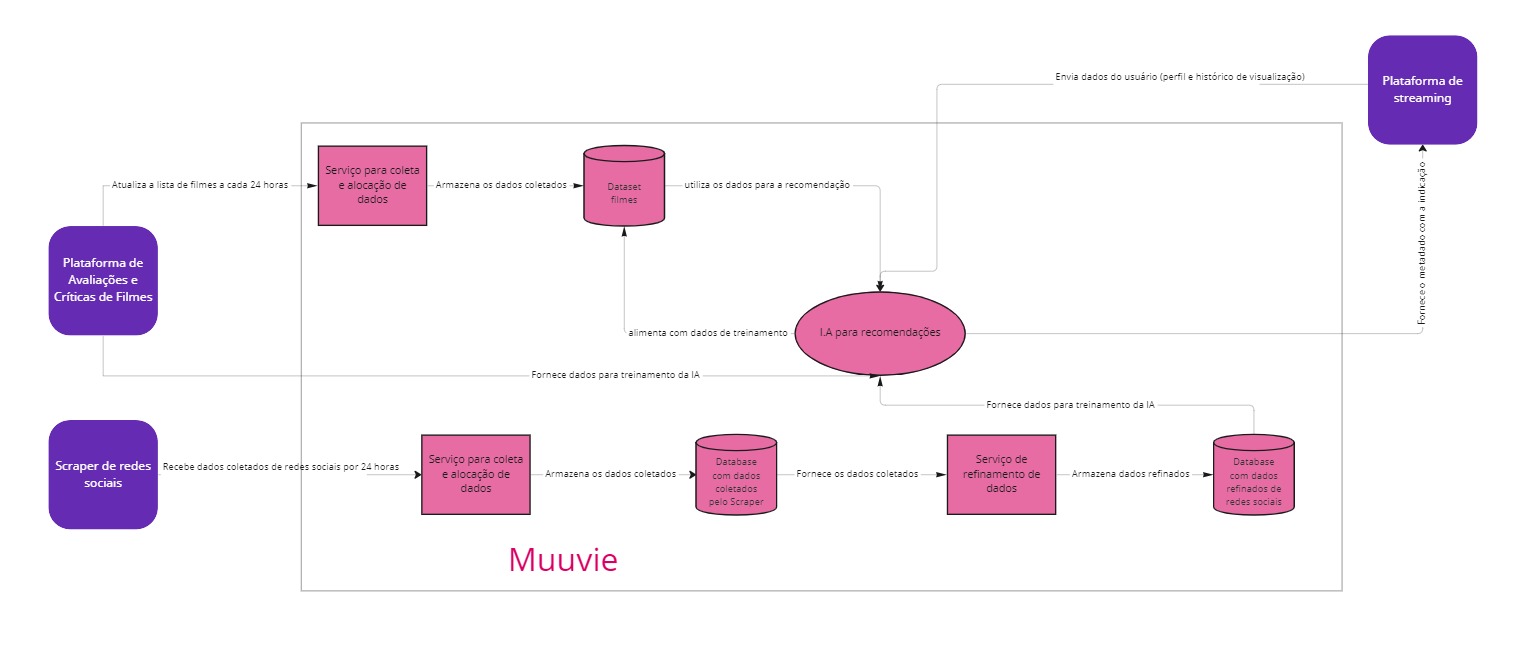 Envia dados do usuário (perfil e histórico de visualização)
Plataforma de
streaming
Serviço para coleta
e alocação de
dados
Atualiza a lista de filmes a cada 24 horas
Armazena os dados coletados
Dataset
filmes
utiliza os dados para a recomendação
Fornece o metadado com a indicação
Plataforma de
Avaliações e
Críticas de Filmes
alimenta com dados de treinamento
I.A para recomendações
Fornece dados para treinamento da IA
Fornece dados para treinamento da IA
Scraper de redes
sociais
Recebe dados coletados de redes sociais por 24 horas
Serviço para coleta
e alocação de
dados
Armazena os dados coletados
Database
com dados
coletados
pelo Scraper
Fornece os dados coletados
Serviço de
refinamento de
dados
Armazena dados refinados
Database
com dados
refinados de
redes sociais
Muuvie